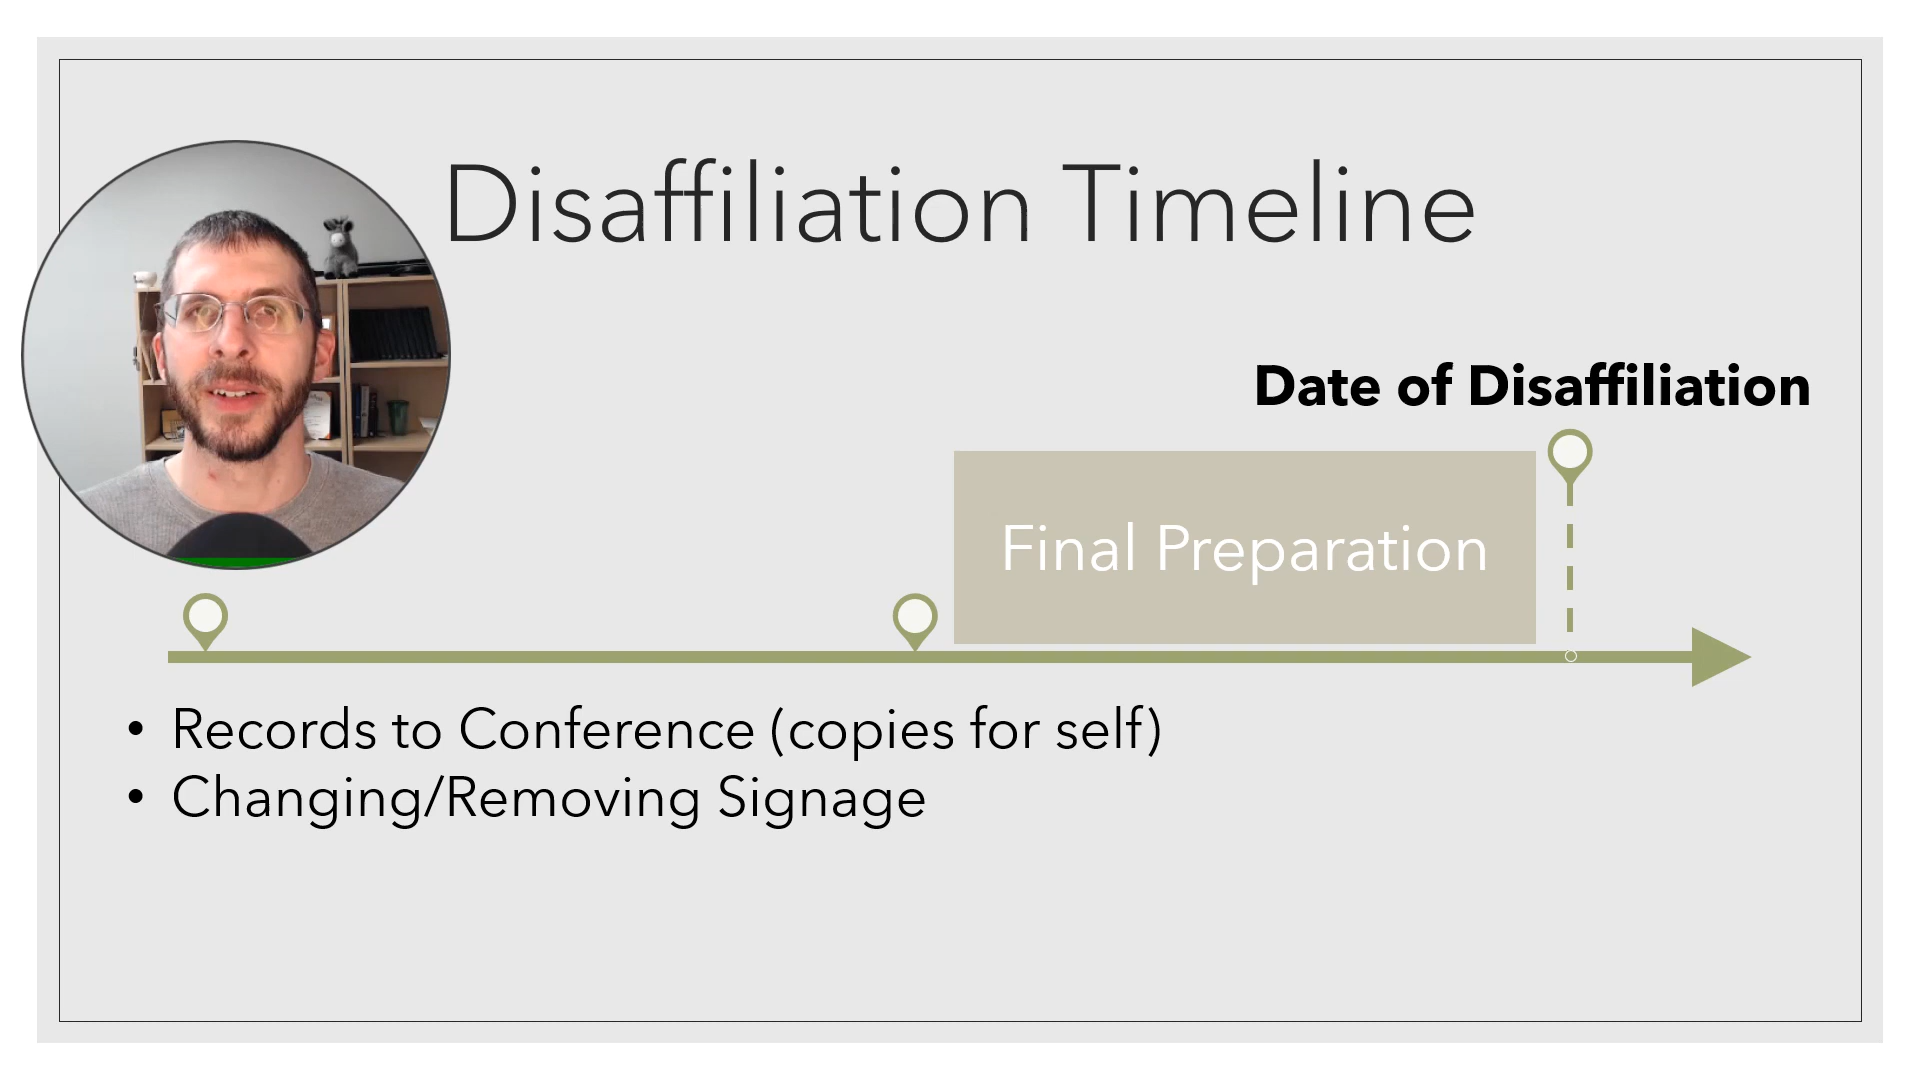 Disaffiliation Timeline
Date of Disaffiliation
Final Preparation
• Records to Conference (copies for self)
• Changing/Removing Signage